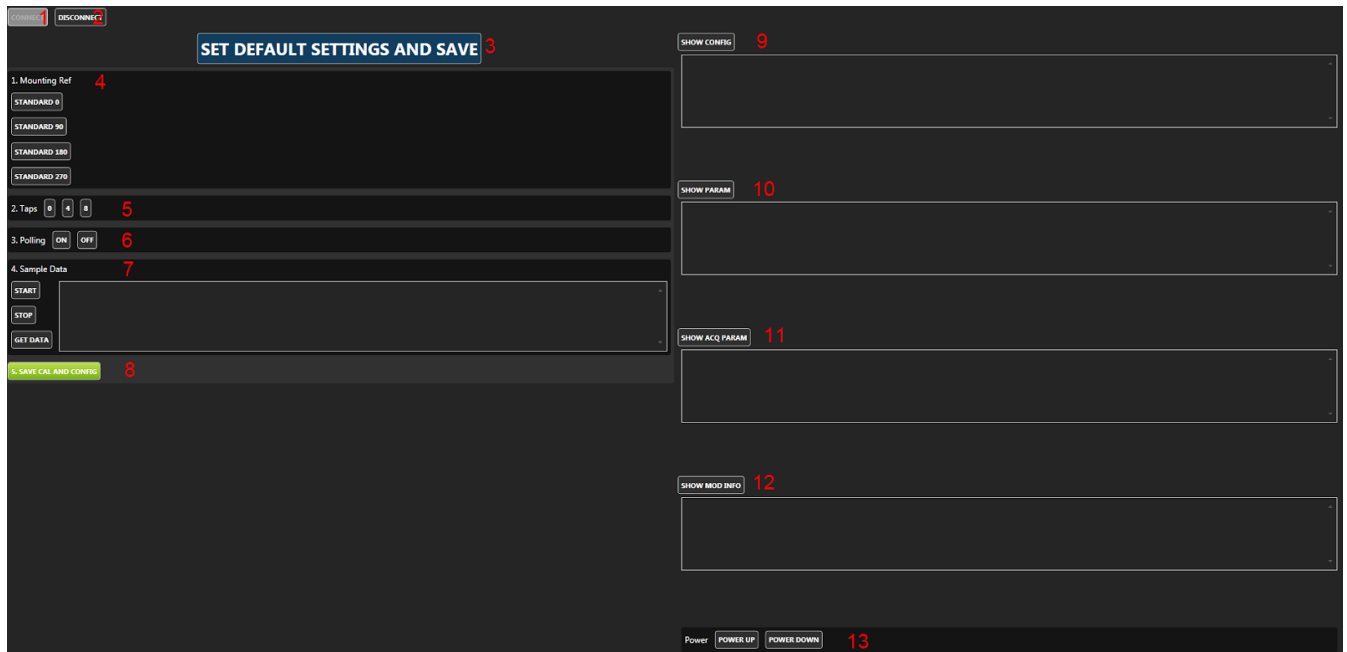 CONNECT 1 DISCONNECT 2
SET DEFAULT SETTINGS AND SAVE 3
1. Mounting Ref 4
STANDARD 0
STANDARD 90
STANDARD 180
STANDARD 270
2. Taps 0 4 8 5
3. Polling ON OFF 6
4. Sample Data 7
START
STOP
GET DATA
5. SAVE CAL AND CONFIG 8
SHOW CONFIG 9
SHOW PARAM 10
SHOW ACQ PARAM 11
SHOW MOD INFO 12
Power POWER UP POWER DOWN 13